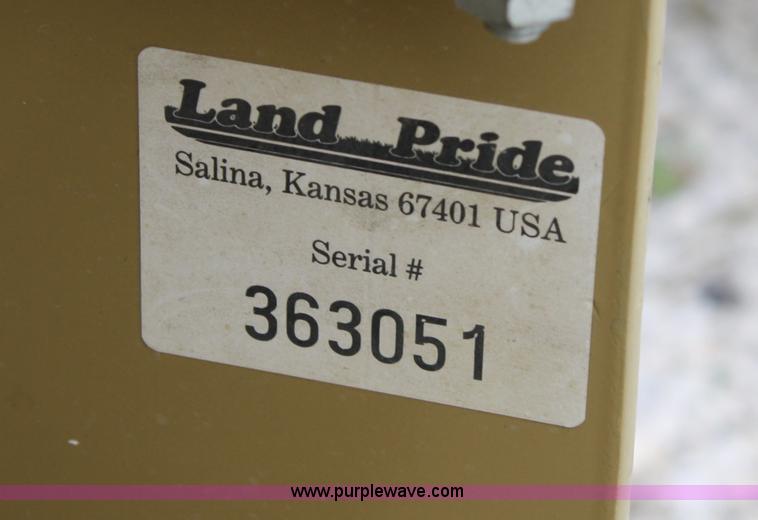 Land Pride
Salina, Kansas 67401 USA
Serial #
363051
www.purplewave.com